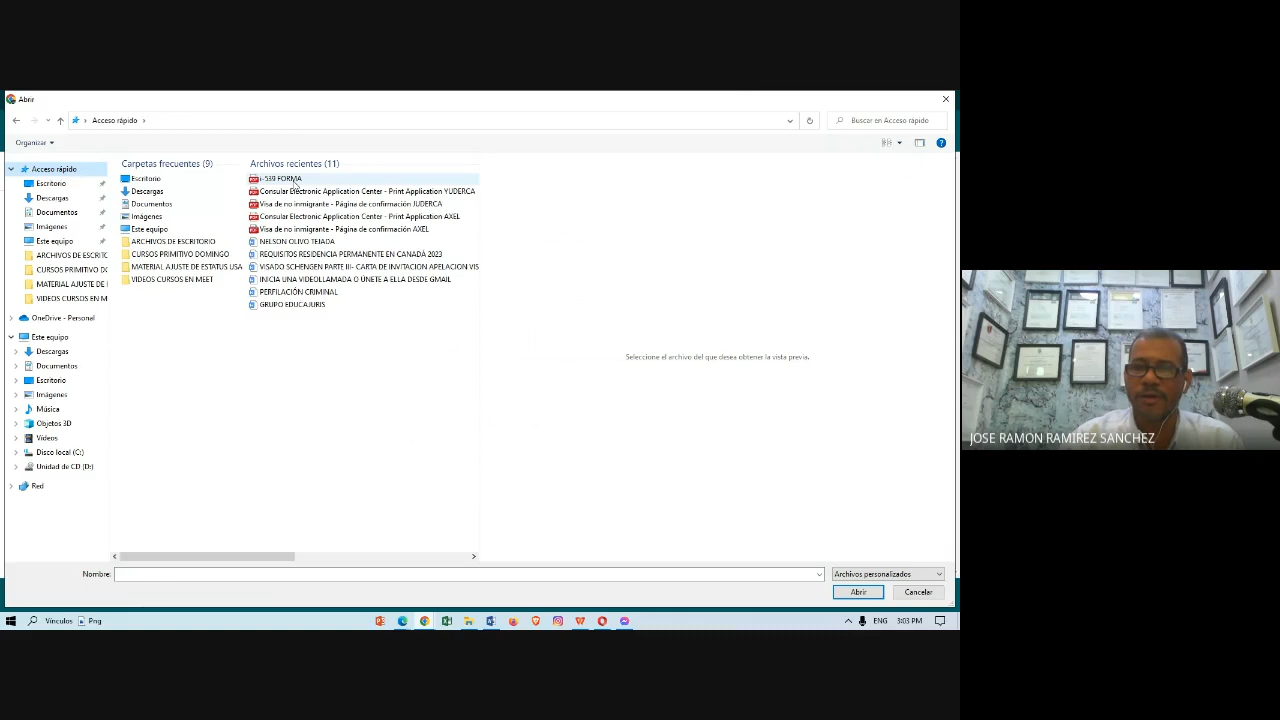 Abrir
Acceso rápido
Buscar en Acceso rápido
Organizar
Acceso rápido
Escritorio
Descargas
Documentos
Imágenes
Este equipo
ARCHIVOS DE ESCRITC
CURSOS PRIMITIVO DC
MATERIAL AJUSTE DE
VIDEOS CURSOS EN M
OneDrive - Personal
Este equipo
Descargas
Documentos
Escritorio
Imágenes
Música
Objetos 3D
Vídeos
Disco local (C:)
Unidad de CD (D:)
Red
Carpetas frecuentes (9)
Escritorio
Descargas
Documentos
Imágenes
Este equipo
ARCHIVOS DE ESCRITORIO
CURSOS PRIMITIVO DOMINGO
MATERIAL AJUSTE DE ESTATUS USA
VIDEOS CURSOS EN MEET
Archivos recientes (11)
i-539 FORMA
Consular Electronic Application Center - Print Application YUDERCA
Visa de no inmigrante - Página de confirmación JUDERCA
Consular Electronic Application Center - Print Application AXEL
Visa de no inmigrante - Página de confirmación AXEL
NELSON OLIVO TEJADA
REQUISITOS RESIDENCIA PERMANENTE EN CANADÁ 2023
VISADO SCHENGEN PARTE III- CARTA DE INVITACION APELACION VIS
INICIA UNA VIDEOLLAMADA O ÚNETE A ELLA DESDE GMAIL
PERFILACIÓN CRIMINAL
GRUPO EDUCAJURIS
Seleccione el archivo del que desea obtener la vista previa.
JOSE RAMON RAMIREZ SANCHEZ
Nombre:
Archivos personalizados
Abrir
Cancelar
Vínculos
Png
ENG
3:03 PM